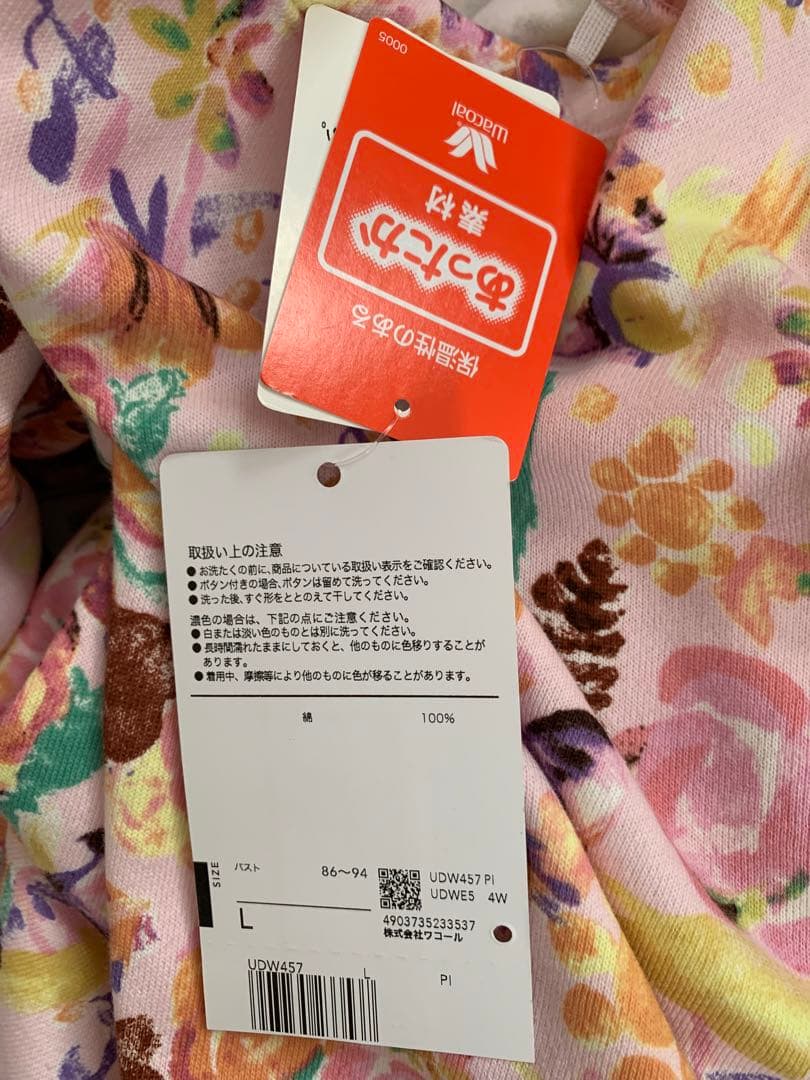 0005
wacoal
あったか
素材
保温性のある
取扱い上の注意
● お洗たくの前に、商品についている取扱い表示をご確認ください。
● ボタン付きの場合、ボタンは留めて洗ってください。
● 洗った後、すぐ形をととのえて干してください。
濃色の場合は、下記の点にご注意ください。
● 白または淡い色のものとは別に洗ってください。
● 長時間濡れたままにしておくと、他のものに色移りすることが
あります。
● 着用中、摩擦等により他のものに色が移ることがあります。
綿 100%
SIZE
バスト 86〜94
L
UDW457 PI
UDWE5 4W
4903735233537
株式会社ワコール
UDW457 L PI